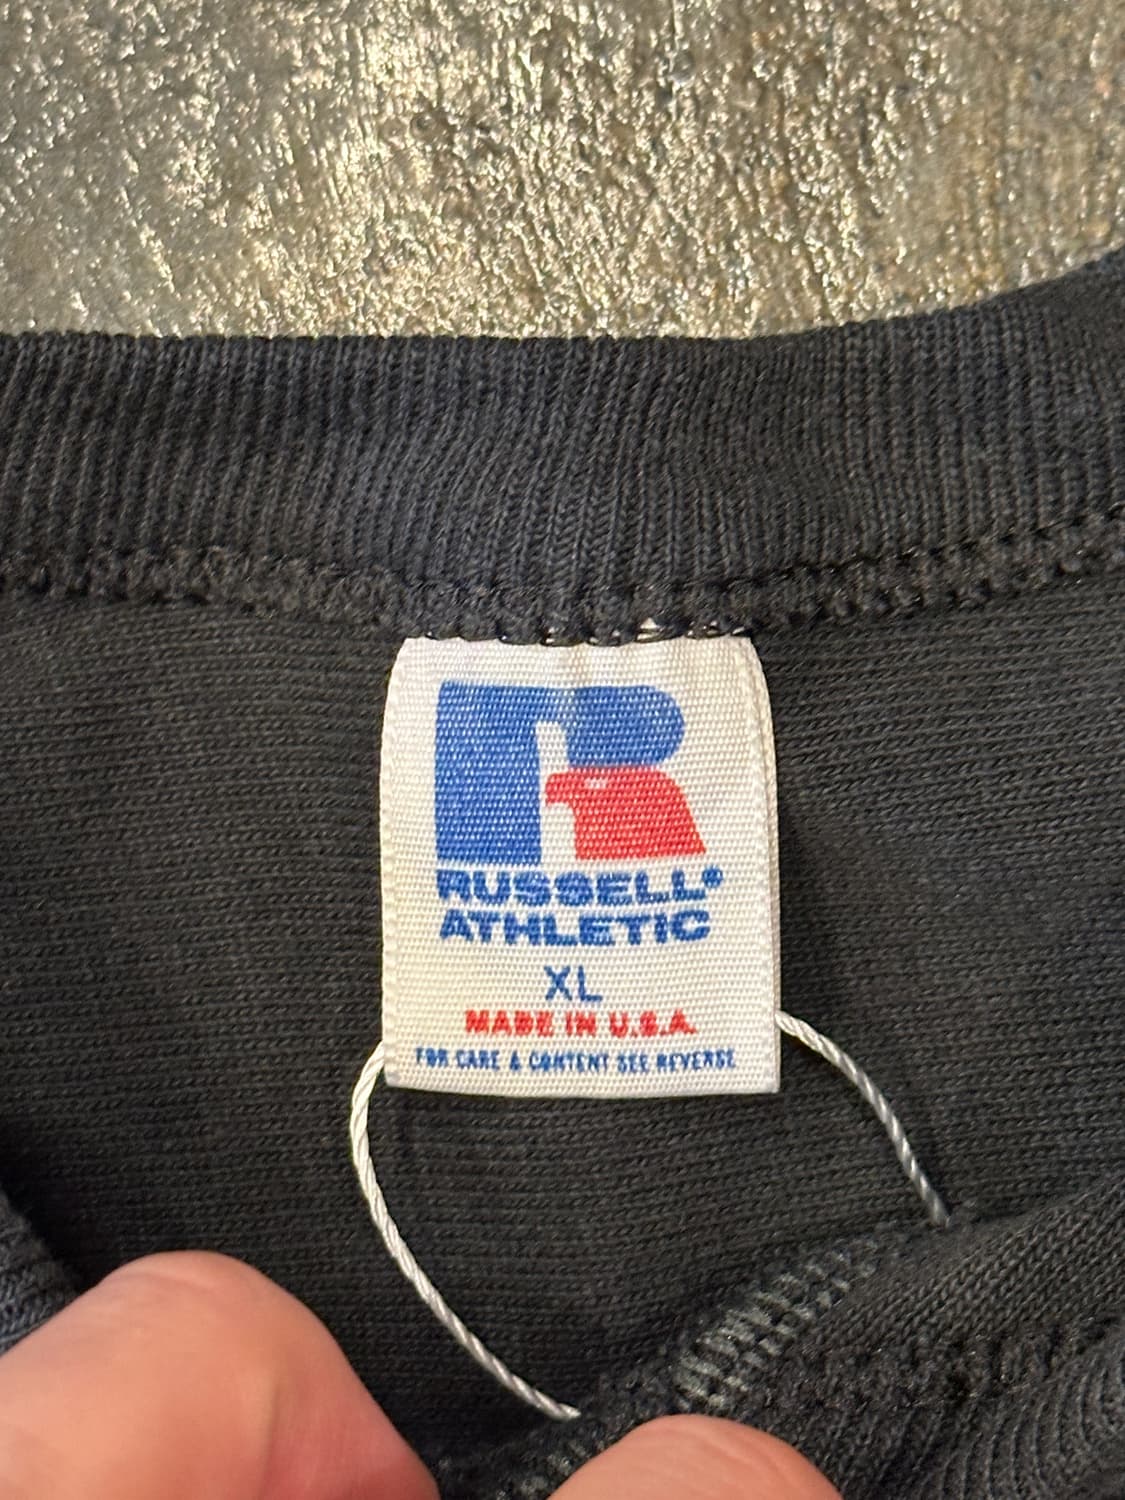 R
RUSSELL®
ATHLETIC
XL
MADE IN U.S.A.
FOR CARE & CONTENT SEE REVERSE